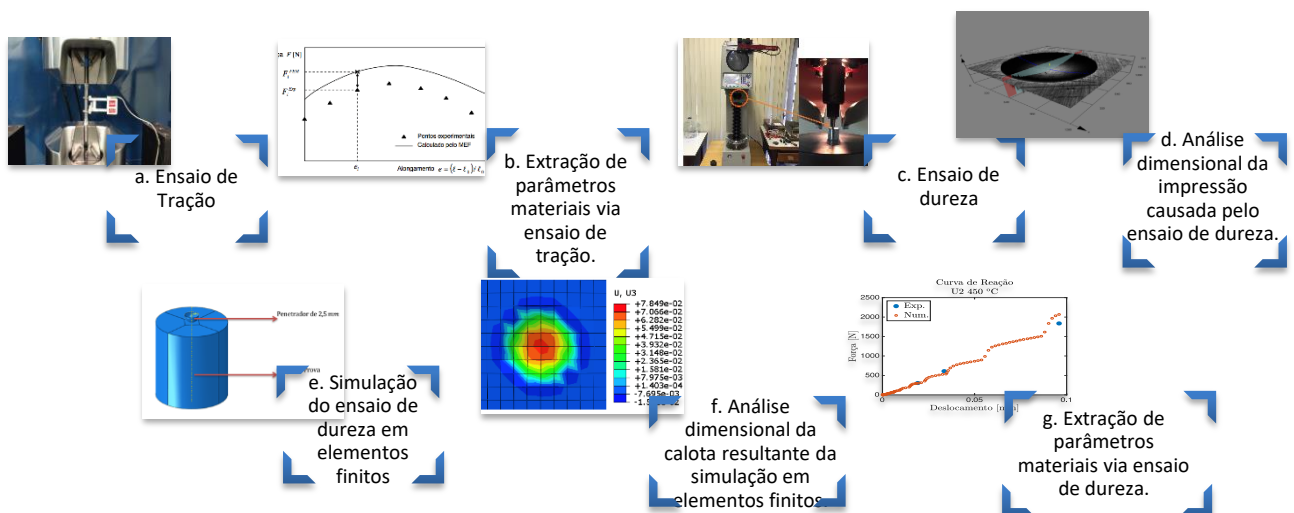 F [N]
Pontos experimentais
Calculado pelo MEF
Alongamento e = (ℓ − ℓ₀)/ℓ₀
a. Ensaio de
Tração
b. Extração de
parâmetros
materiais via
ensaio de
tração.
c. Ensaio de
dureza
d. Análise
dimensional da
impressão
causada pelo
ensaio de dureza.
Penetrador de 2,5 mm
e. Simulação
do ensaio de
dureza em
elementos
finitos
U, U3
+7.849e-02
+7.066e-02
+6.282e-02
+5.499e-02
+4.715e-02
+3.932e-02
+3.148e-02
+2.365e-02
+1.581e-02
+7.975e-03
+1.403e-04
-7.695e-03
f. Análise
dimensional da
calota resultante da
simulação em
elementos finitos
Curva de Reação
U2 450 °C
Exp.
Num.
Força [N]
2500
2000
1500
1000
500
0
0
0.05
0.1
Deslocamento
g. Extração de
parâmetros
materiais via ensaio
de dureza.